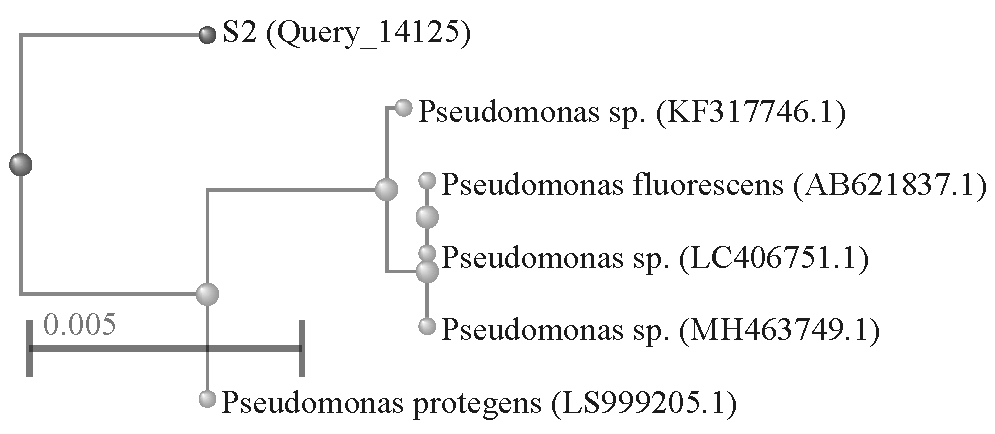 S2 (Query_14125)
Pseudomonas sp. (KF317746.1)
Pseudomonas fluorescens (AB621837.1)
Pseudomonas sp. (LC406751.1)
Pseudomonas sp. (MH463749.1)
0.005
Pseudomonas protegens (LS999205.1)